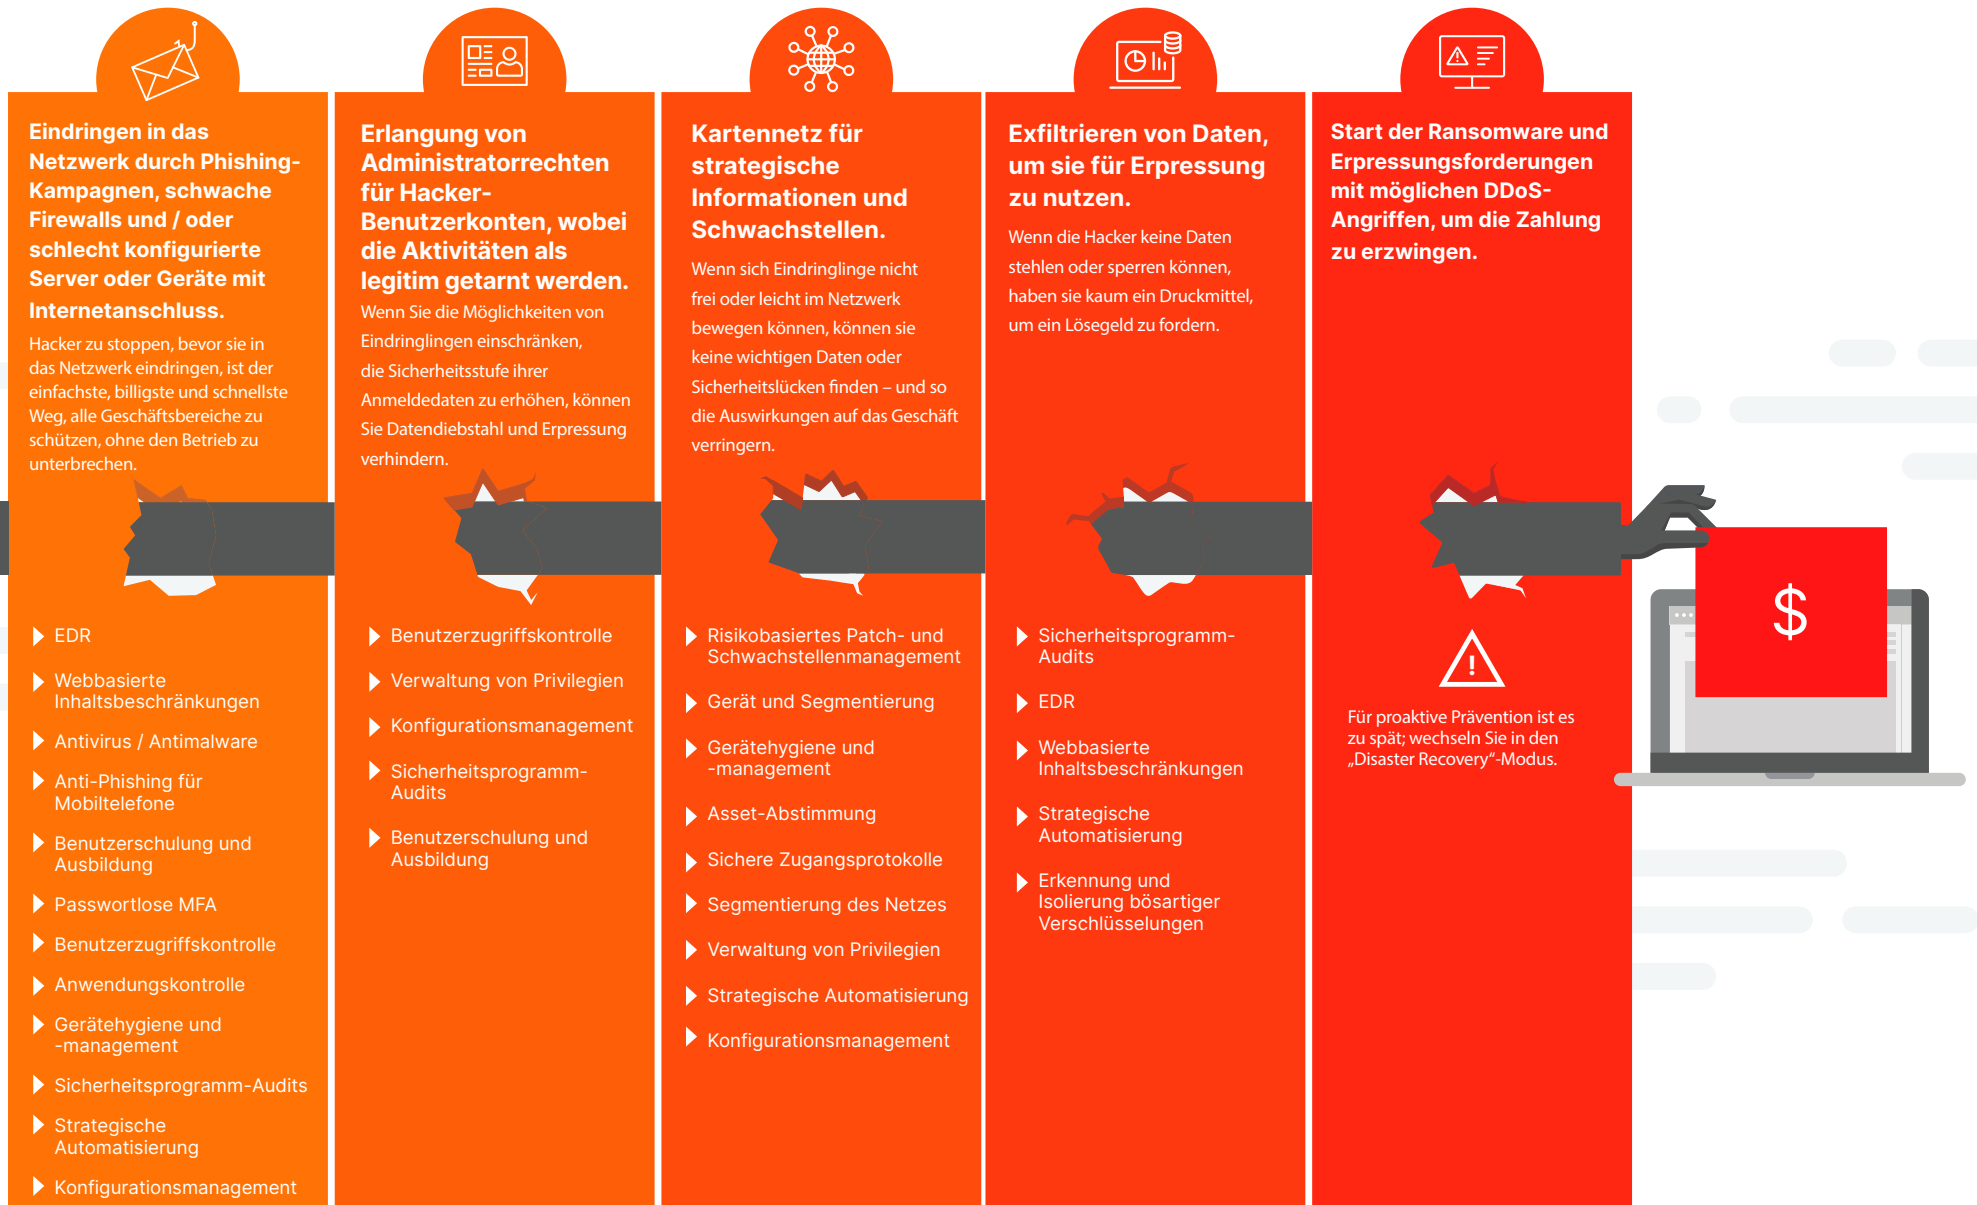 Eindringen in das
Netzwerk durch Phishing-
Kampagnen, schwache
Firewalls und / oder
schlecht konfigurierte
Server oder Geräte mit
Internetanschluss.
Hacker zu stoppen, bevor sie in
das Netzwerk eindringen, ist der
einfachste, billigste und schnellste
Weg, alle Geschäftsbereiche zu
schützen, ohne den Betrieb zu
unterbrechen.
EDR
Webbasierte
Inhaltsbeschränkungen
Antivirus / Antimalware
Anti-Phishing für
Mobiltelefone
Benutzerschulung und
Ausbildung
Passwortlose MFA
Benutzerzugriffskontrolle
Anwendungskontrolle
Gerätehygiene und
-management
Sicherheitsprogramm-Audits
Strategische
Automatisierung
Konfigurationsmanagement
Erlangung von
Administratorrechten
für Hacker-
Benutzerkonten, wobei
die Aktivitäten als
legitim getarnt werden.
Wenn Sie die Möglichkeiten von
Eindringlingen einschränken,
die Sicherheitsstufe ihrer
Anmeldedaten zu erhöhen, können
Sie Datendiebstahl und Erpressung
verhindern.
Benutzerzugriffskontrolle
Verwaltung von Privilegien
Konfigurationsmanagement
Sicherheitsprogramm-
Audits
Benutzerschulung und
Ausbildung
Kartennetz für
strategische
Informationen und
Schwachstellen.
Wenn sich Eindringlinge nicht
frei oder leicht im Netzwerk
bewegen können, können sie
keine wichtigen Daten oder
Sicherheitslücken finden – und so
die Auswirkungen auf das Geschäft
verringern.
Risikobasiertes Patch- und
Schwachstellenmanagement
Gerät und Segmentierung
Gerätehygiene und
-management
Asset-Abstimmung
Sichere Zugangsprotokolle
Segmentierung des Netzes
Verwaltung von Privilegien
Strategische Automatisierung
Konfigurationsmanagement
Exfiltrieren von Daten,
um sie für Erpressung
zu nutzen.
Wenn die Hacker keine Daten
stehlen oder sperren können,
haben sie kaum ein Druckmittel,
um ein Lösegeld zu fordern.
Sicherheitsprogramm-
Audits
EDR
Webbasierte
Inhaltsbeschränkungen
Strategische
Automatisierung
Erkennung und
Isolierung bösartiger
Verschlüsselungen
Start der Ransomware und
Erpressungsforderungen
mit möglichen DDoS-
Angriffen, um die Zahlung
zu erzwingen.
Für proaktive Prävention ist es
zu spät; wechseln Sie in den
„Disaster Recovery“-Modus.
$